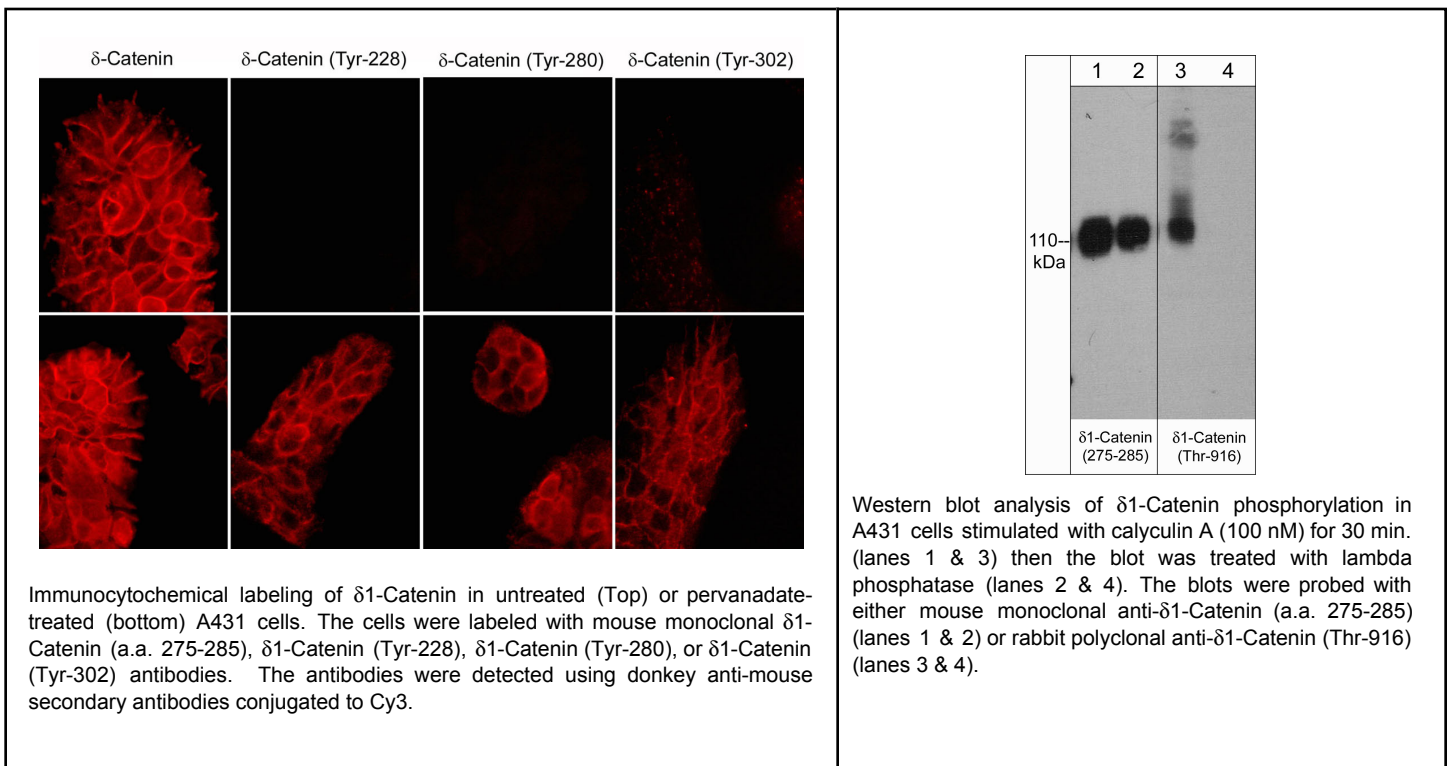 δ-Catenin δ-Catenin (Tyr-228) δ-Catenin (Tyr-280) δ-Catenin (Tyr-302)
Immunocytochemical labeling of δ1-Catenin in untreated (Top) or pervanadate-
treated (bottom) A431 cells. The cells were labeled with mouse monoclonal δ1-
Catenin (a.a. 275-285), δ1-Catenin (Tyr-228), δ1-Catenin (Tyr-280), or δ1-Catenin
(Tyr-302) antibodies. The antibodies were detected using donkey anti-mouse
secondary antibodies conjugated to Cy3.
1 2 3 4
110--
kDa
δ1-Catenin
(275-285)
δ1-Catenin
(Thr-916)
Western blot analysis of δ1-Catenin phosphorylation in
A431 cells stimulated with calyculin A (100 nM) for 30 min.
(lanes 1 & 3) then the blot was treated with lambda
phosphatase (lanes 2 & 4). The blots were probed with
either mouse monoclonal anti-δ1-Catenin (a.a. 275-285)
(lanes 1 & 2) or rabbit polyclonal anti-δ1-Catenin (Thr-916)
(lanes 3 & 4).